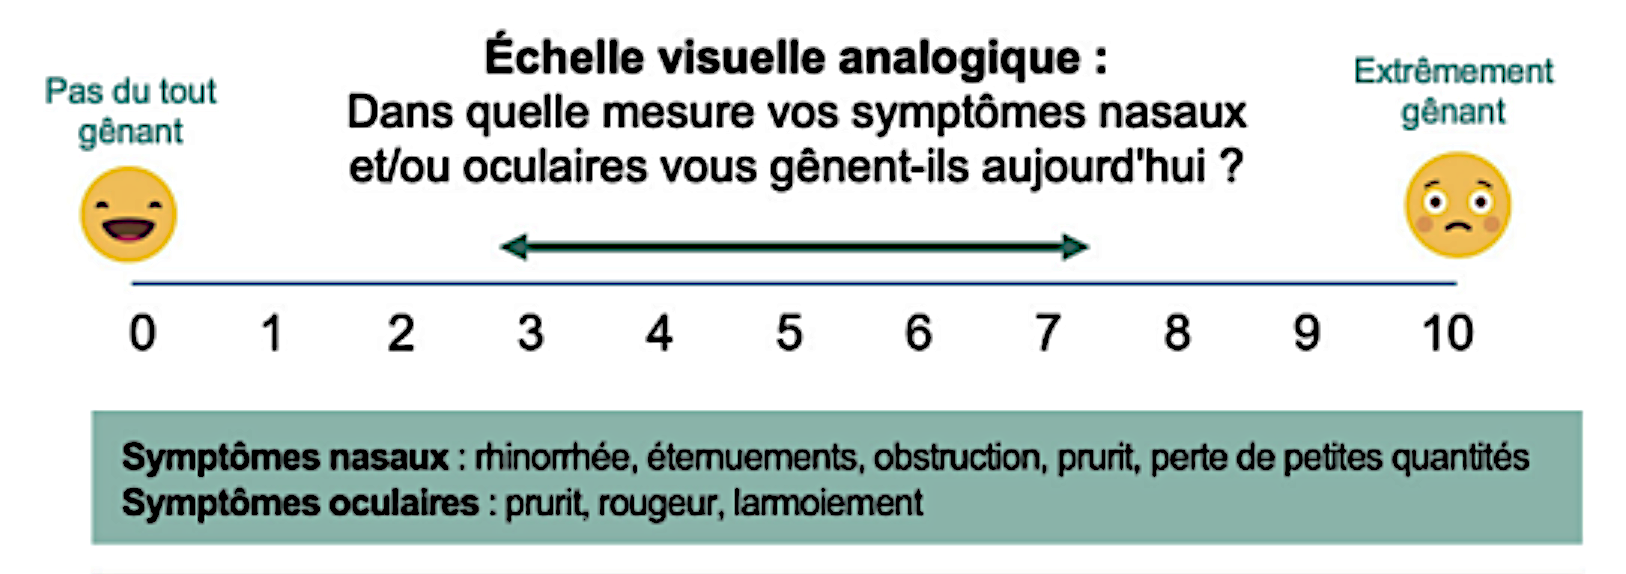 Échelle visuelle analogique :
Pas du tout
gênant
Dans quelle mesure vos symptômes nasaux
et/ou oculaires vous gênent-ils aujourd'hui ?
Extrêmement
gênant
0 1 2 3 4 5 6 7 8 9 10
Symptômes nasaux : rhinorrhée, éternuements, obstruction, prurit, perte de petites quantités
Symptômes oculaires : prurit, rougeur, larmoiement